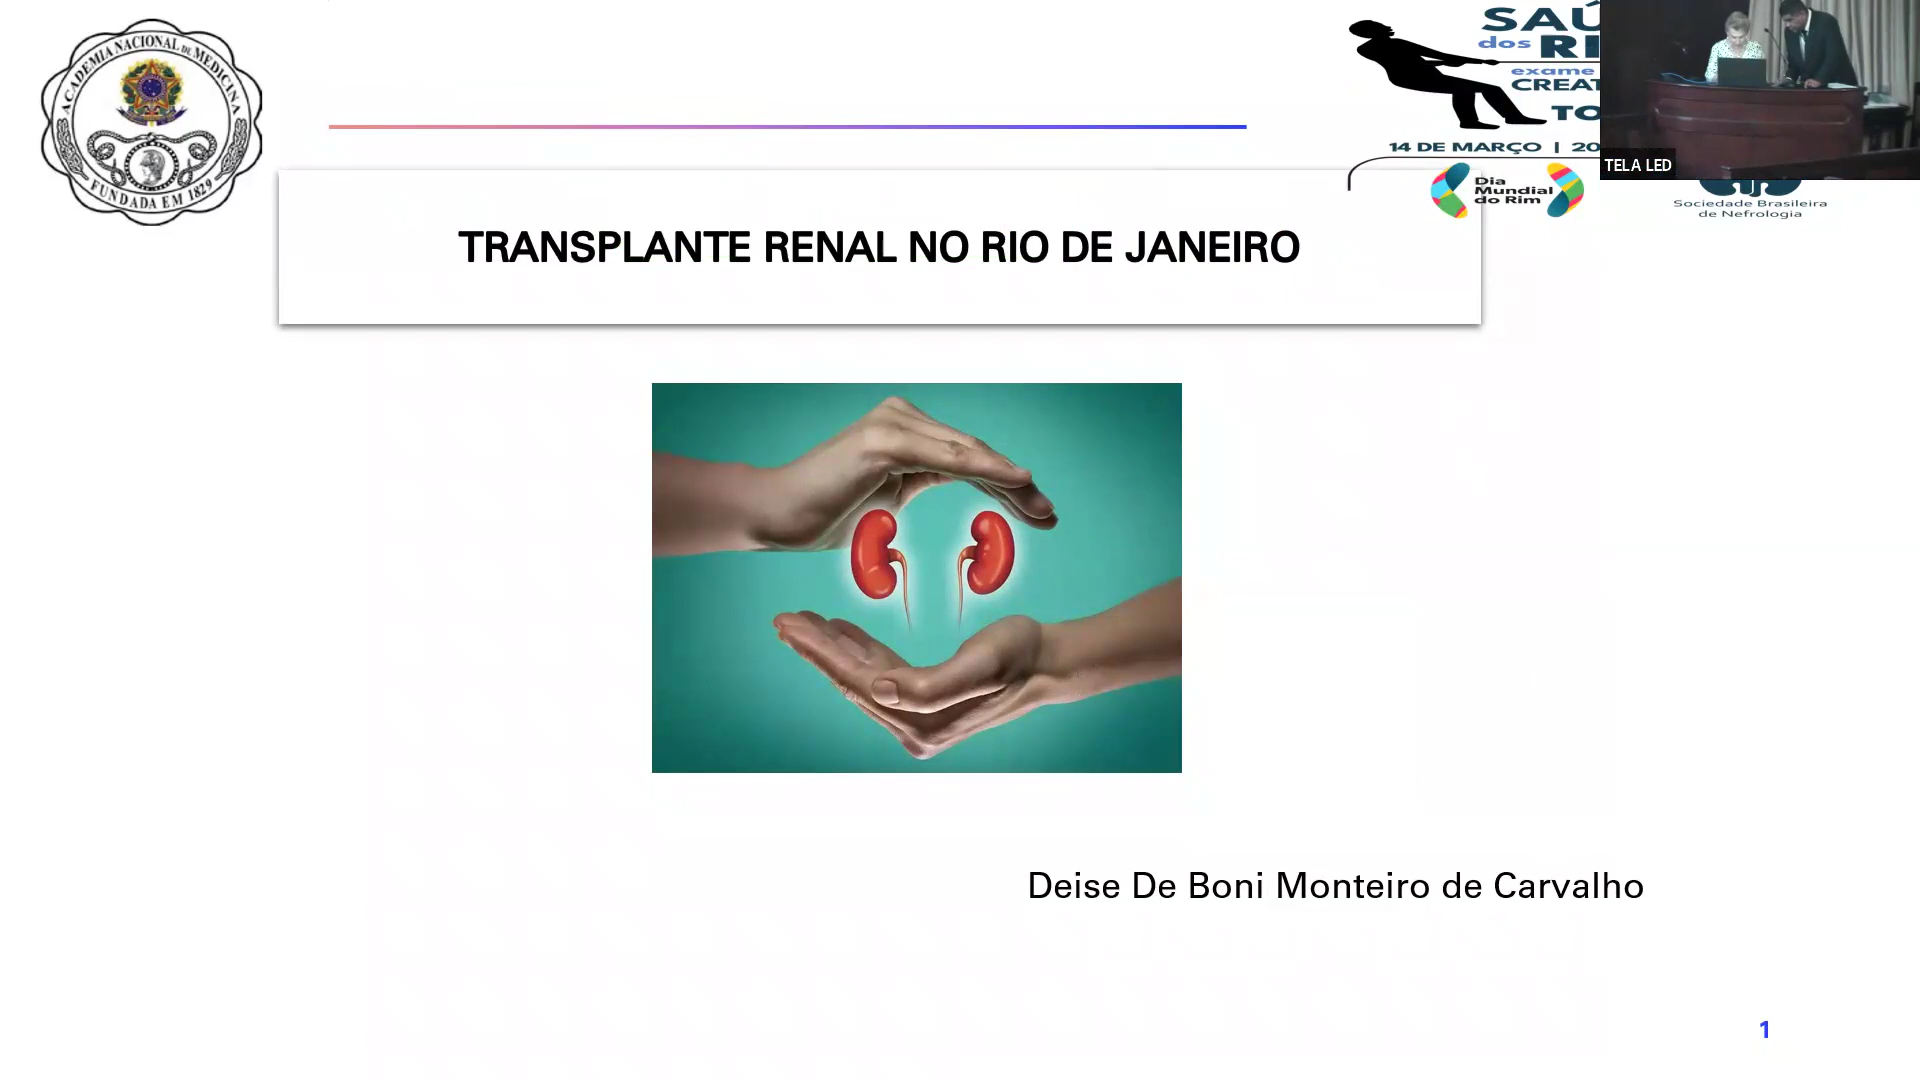 ACADEMIA NACIONAL DE MEDICINA
FUNDADA EM 1829
SAÚ
dos RI
exame
CREAT
TO
14 DE MARÇO | 20
Dia
Mundial
do Rim
TELA LED
Sociedade Brasileira
de Nefrologia
TRANSPLANTE RENAL NO RIO DE JANEIRO
Deise De Boni Monteiro de Carvalho
1